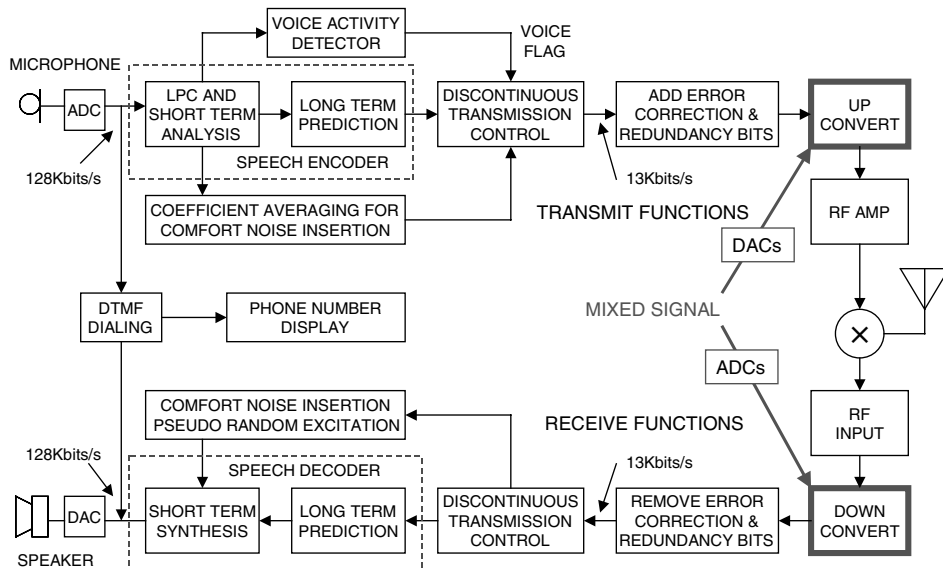 VOICE ACTIVITY
DETECTOR
VOICE
FLAG
MICROPHONE
ADC
LPC AND
SHORT TERM
ANALYSIS
LONG TERM
PREDICTION
SPEECH ENCODER
DISCONTINUOUS
TRANSMISSION
CONTROL
ADD ERROR
CORRECTION &
REDUNDANCY BITS
UP
CONVERT
128Kbits/s
13Kbits/s
COEFFICIENT AVERAGING FOR
COMFORT NOISE INSERTION
TRANSMIT FUNCTIONS
RF AMP
DACs
DTMF
DIALING
PHONE NUMBER
DISPLAY
MIXED SIGNAL
ADCs
COMFORT NOISE INSERTION
PSEUDO RANDOM EXCITATION
RECEIVE FUNCTIONS
RF
INPUT
128Kbits/s
13Kbits/s
SPEECH DECODER
DAC
SHORT TERM
SYNTHESIS
LONG TERM
PREDICTION
DISCONTINUOUS
TRANSMISSION
CONTROL
REMOVE ERROR
CORRECTION &
REDUNDANCY BITS
DOWN
CONVERT
SPEAKER